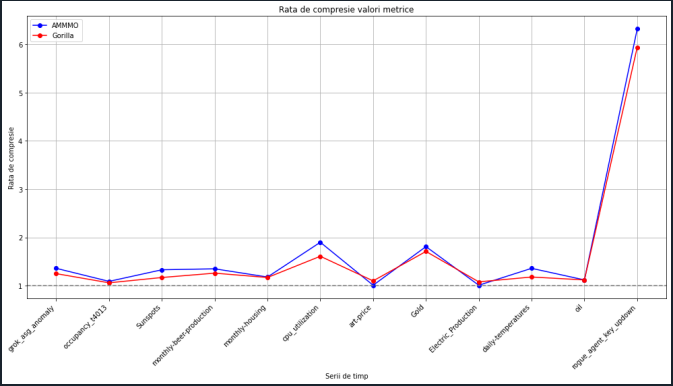 Rata de compresie valori metrice
AMMMO
Gorilla
Rata de compresie
6
5
4
3
2
1
grok_asg_anomaly
occupancy_t4013
Sunspots
monthly-beer-production
monthly-housing
cpu_utilization
art-price
Gold
Electric_Production
daily-temperatures
oil
rogue_agent_key_updown
Serii de timp